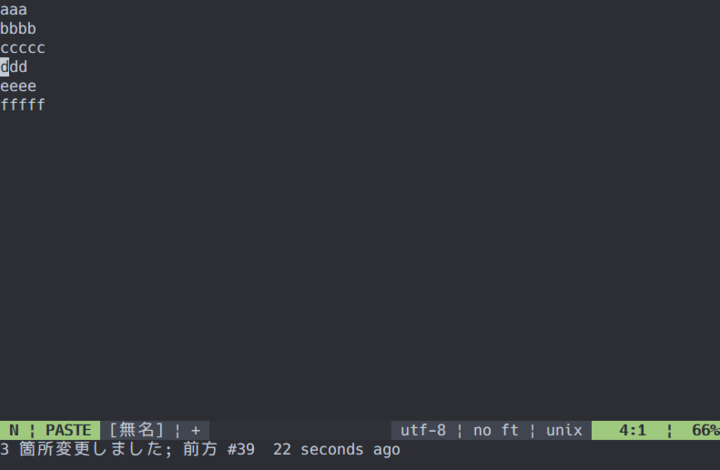 aaa
bbbb
ccccc
ddd
eeee
fffff
N ¦ PASTE [無名] ¦ + utf-8 ¦ no ft ¦ unix 4:1 ¦ 66%
3 箇所変更しました; 前方 #39 22 seconds ago